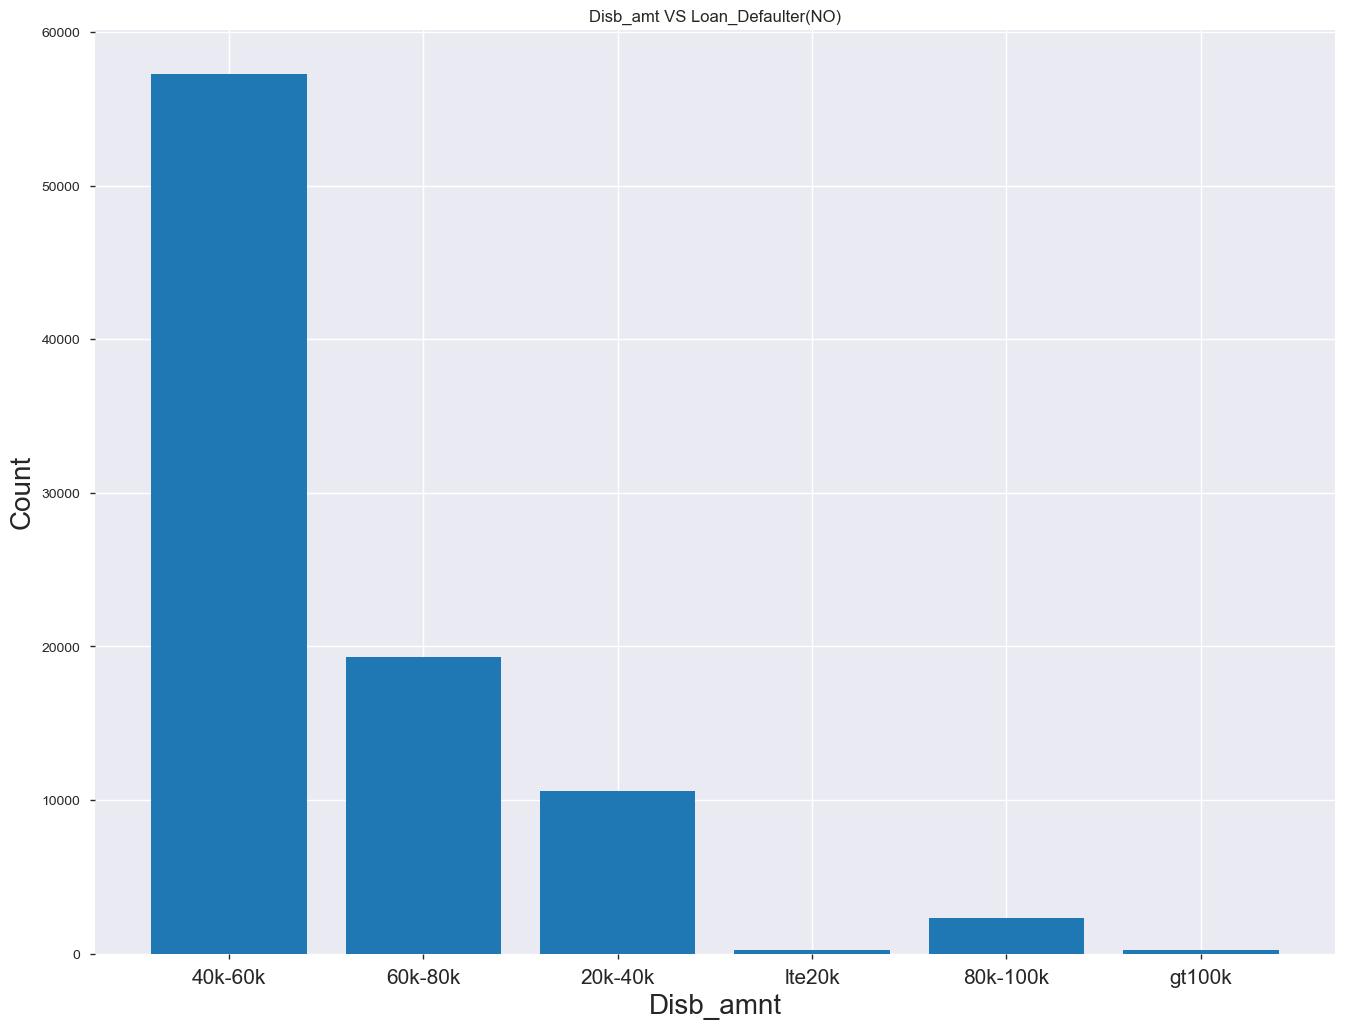 Disb_amt VS Loan_Defaulter(NO)
60000
50000
40000
30000
20000
10000
0
Count
40k-60k
60k-80k
20k-40k
lte20k
80k-100k
gt100k
Disb_amnt